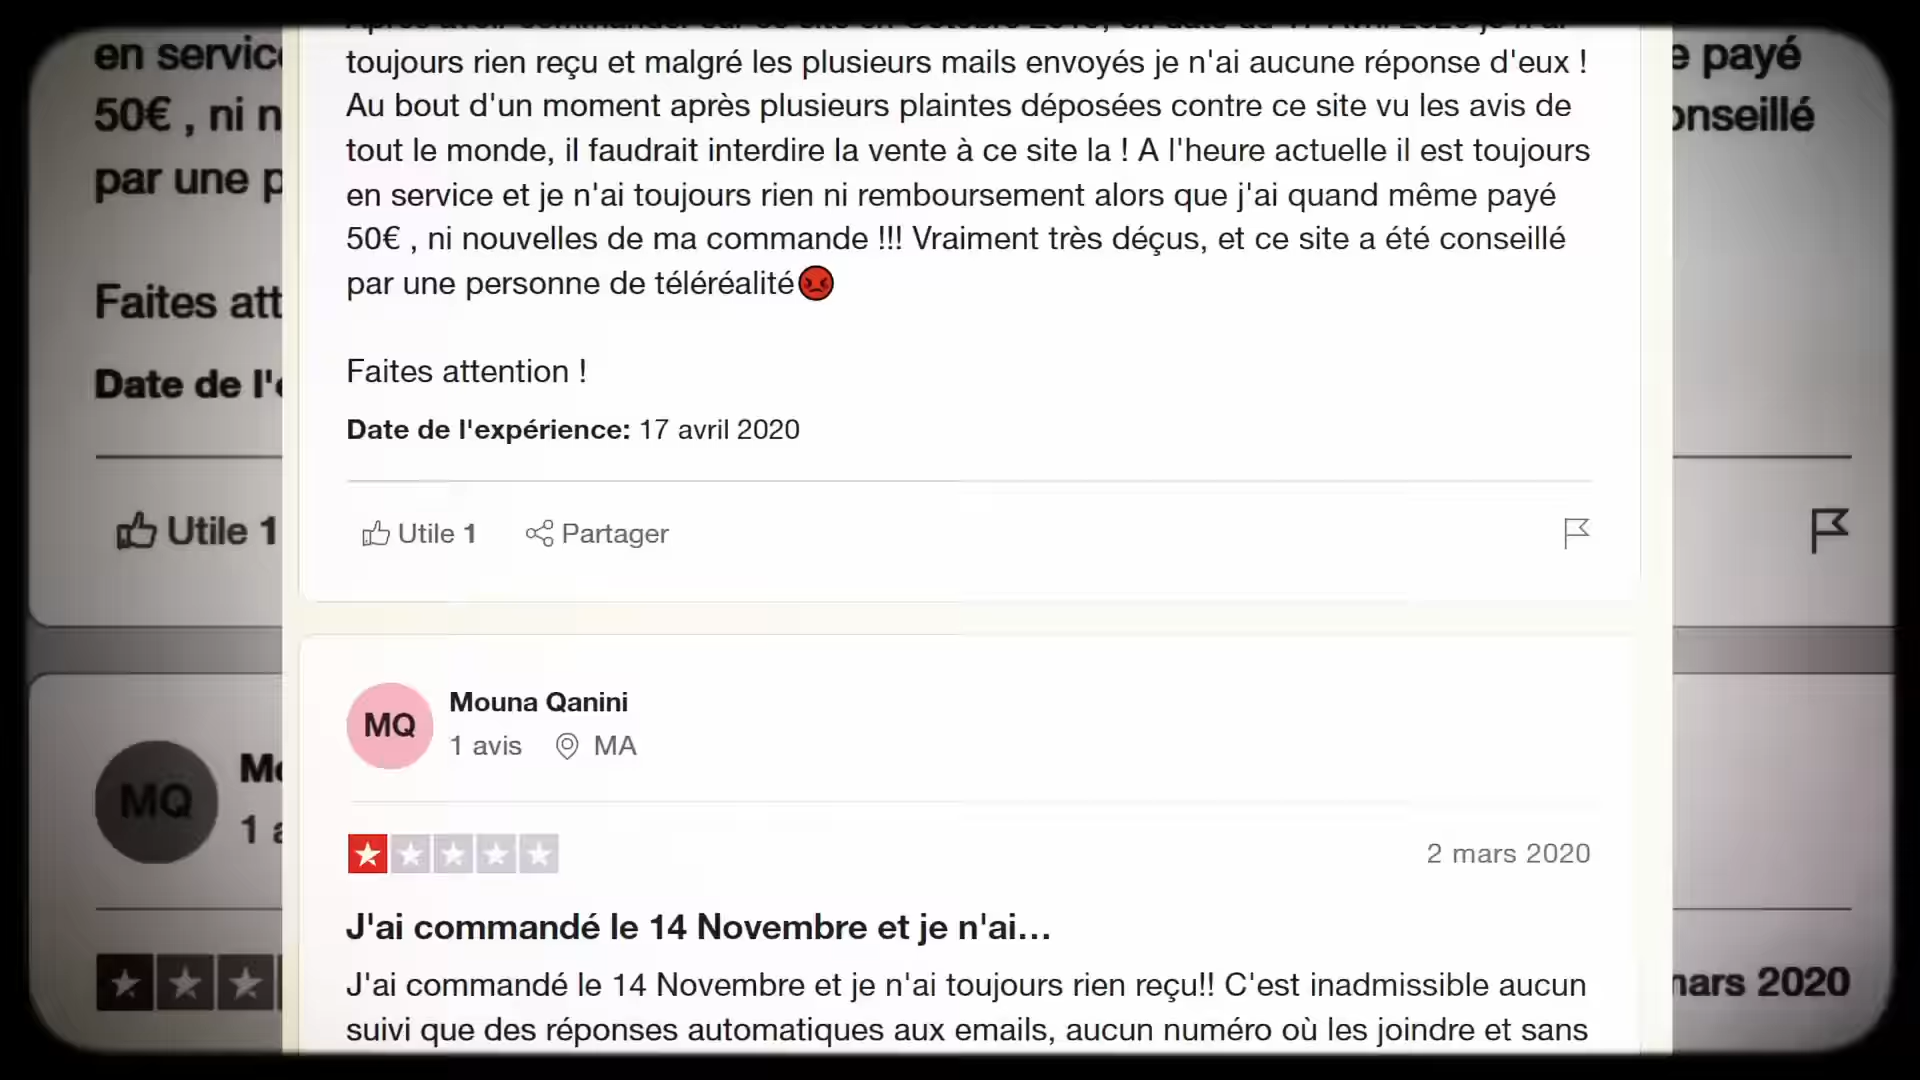 toujours rien reçu et malgré les plusieurs mails envoyés je n'ai aucune réponse d'eux !
Au bout d'un moment après plusieurs plaintes déposées contre ce site vu les avis de
tout le monde, il faudrait interdire la vente à ce site la ! A l'heure actuelle il est toujours
en service et je n'ai toujours rien ni remboursement alors que j'ai quand même payé
50€ , ni nouvelles de ma commande !!! Vraiment très déçus, et ce site a été conseillé
par une personne de téléréalité😡
Faites attention !
Date de l'expérience: 17 avril 2020
Utile 1 Partager
MQ
Mouna Qanini
1 avis MA
2 mars 2020
J'ai commandé le 14 Novembre et je n'ai...
J'ai commandé le 14 Novembre et je n'ai toujours rien reçu!! C'est inadmissible aucun
suivi que des réponses automatiques aux emails, aucun numéro où les joindre et sans